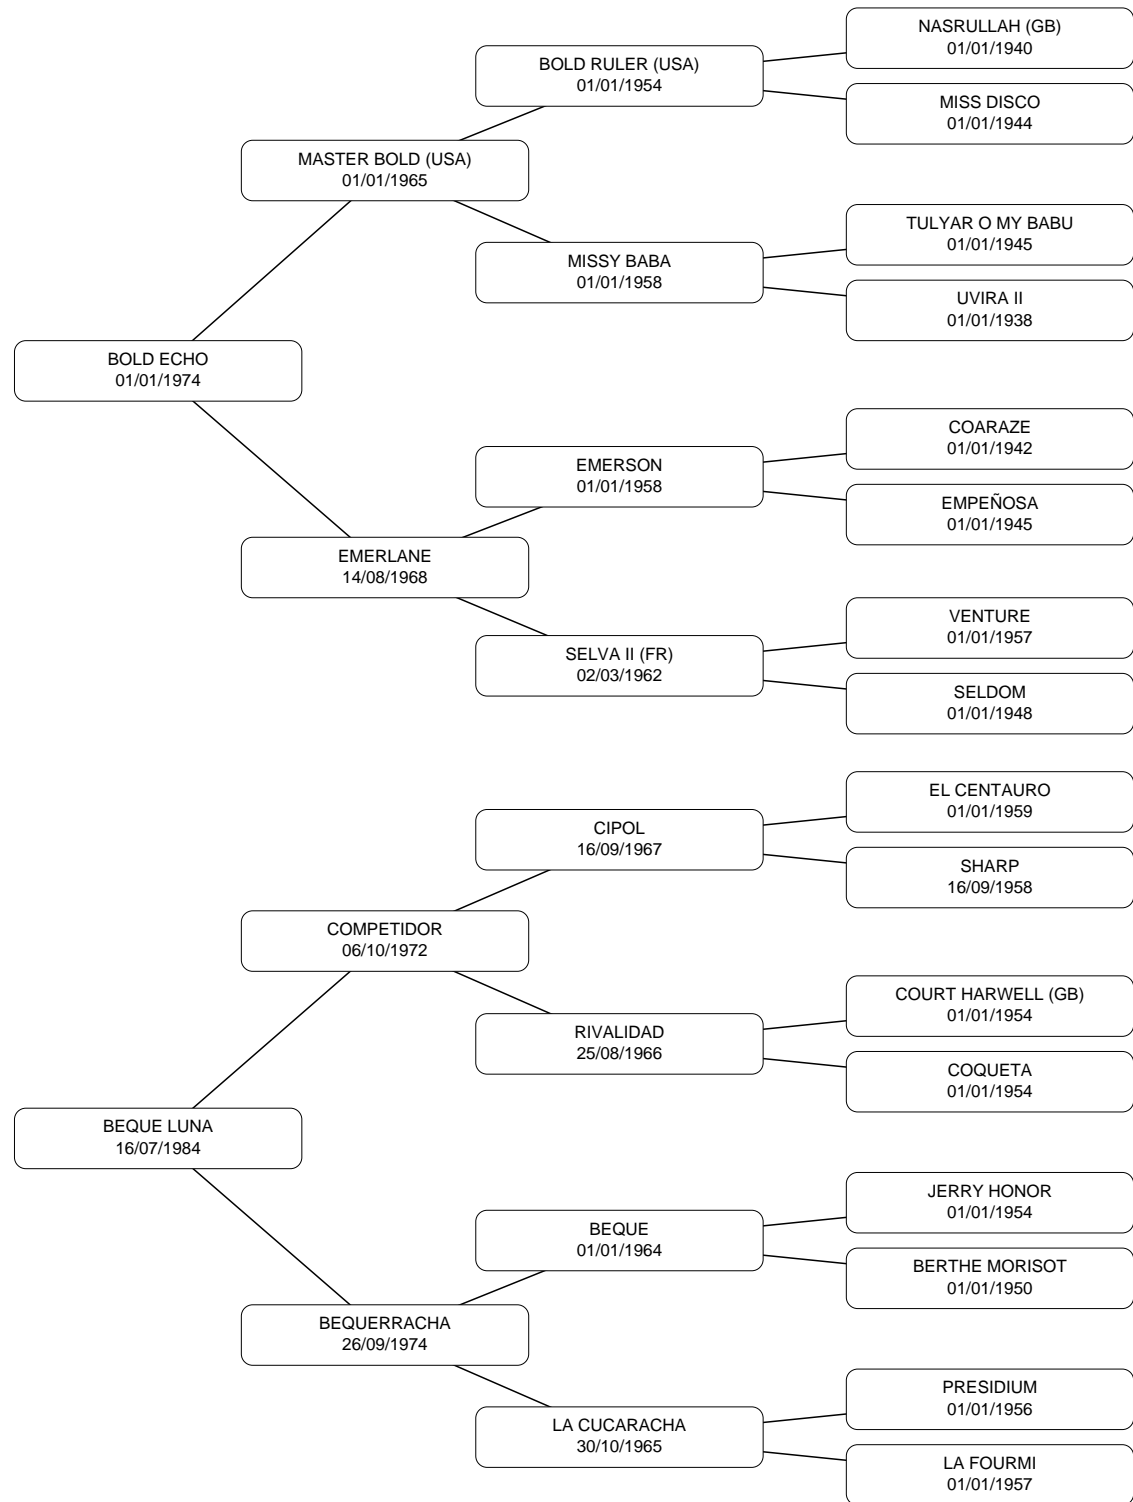 NASRULLAH (GB)
01/01/1940
BOLD RULER (USA)
01/01/1954
MISS DISCO
01/01/1944
MASTER BOLD (USA)
01/01/1965
TULYAR O MY BABU
01/01/1945
MISSY BABA
01/01/1958
UVIRA II
01/01/1938
BOLD ECHO
01/01/1974
COARAZE
01/01/1942
EMERSON
01/01/1958
EMPEÑOSA
01/01/1945
EMERLANE
14/08/1968
VENTURE
01/01/1957
SELVA II (FR)
02/03/1962
SELDOM
01/01/1948
EL CENTAURO
01/01/1959
CIPOL
16/09/1967
SHARP
16/09/1958
COMPETIDOR
06/10/1972
COURT HARWELL (GB)
01/01/1954
RIVALIDAD
25/08/1966
COQUETA
01/01/1954
BEQUE LUNA
16/07/1984
JERRY HONOR
01/01/1954
BEQUE
01/01/1964
BERTHE MORISOT
01/01/1950
BEQUERRACHA
26/09/1974
PRESIDIUM
01/01/1956
LA CUCARACHA
30/10/1965
LA FOURMI
01/01/1957